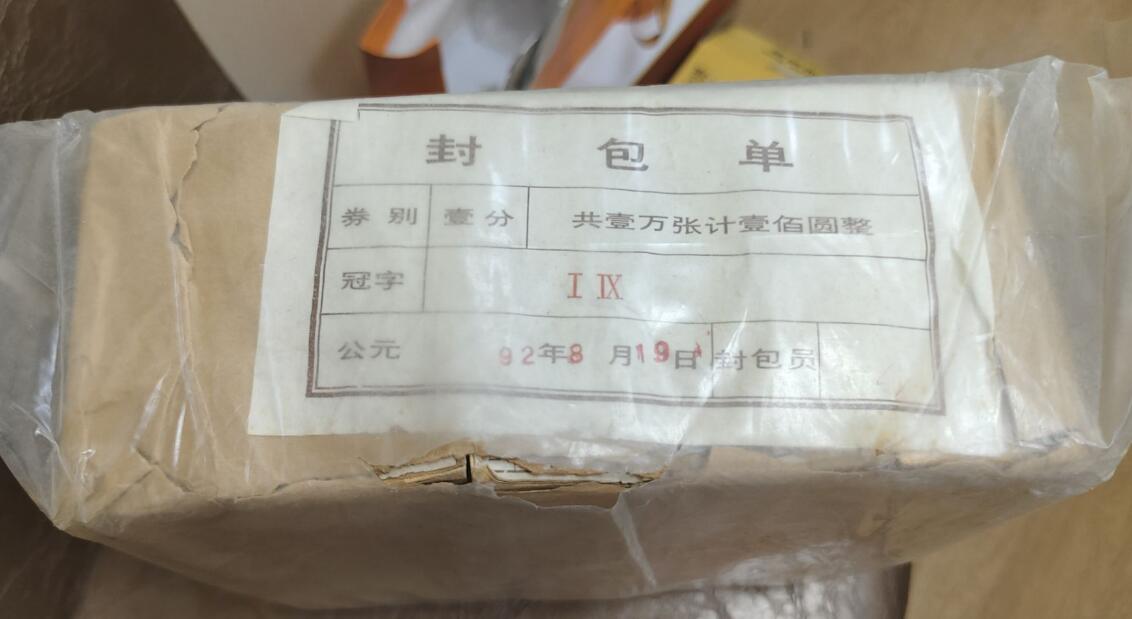 封包单
券别 壹分 共壹万张计壹佰圆整
冠字 I IX
公元 92年8月19日 封包员